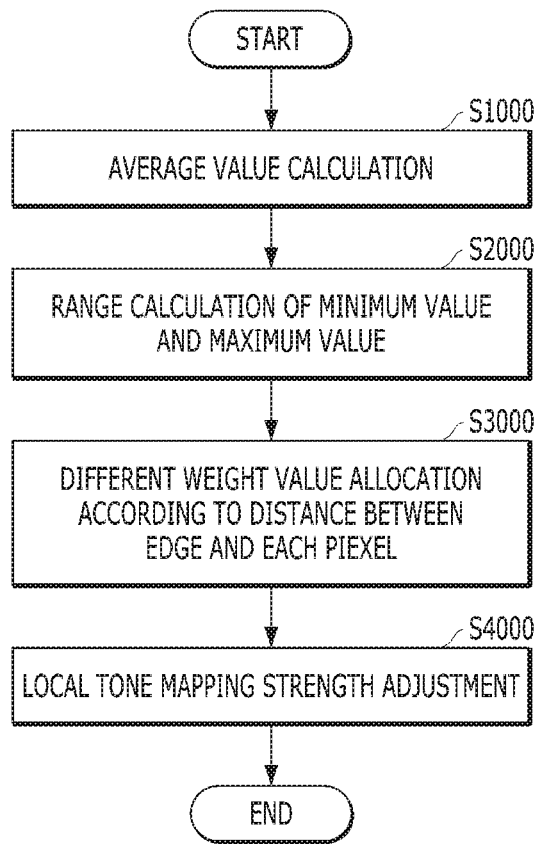 START
S1000
AVERAGE VALUE CALCULATION
S2000
RANGE CALCULATION OF MINIMUM VALUE
AND MAXIMUM VALUE
S3000
DIFFERENT WEIGHT VALUE ALLOCATION
ACCORDING TO DISTANCE BETWEEN
EDGE AND EACH PIEXEL
S4000
LOCAL TONE MAPPING STRENGTH ADJUSTMENT
END